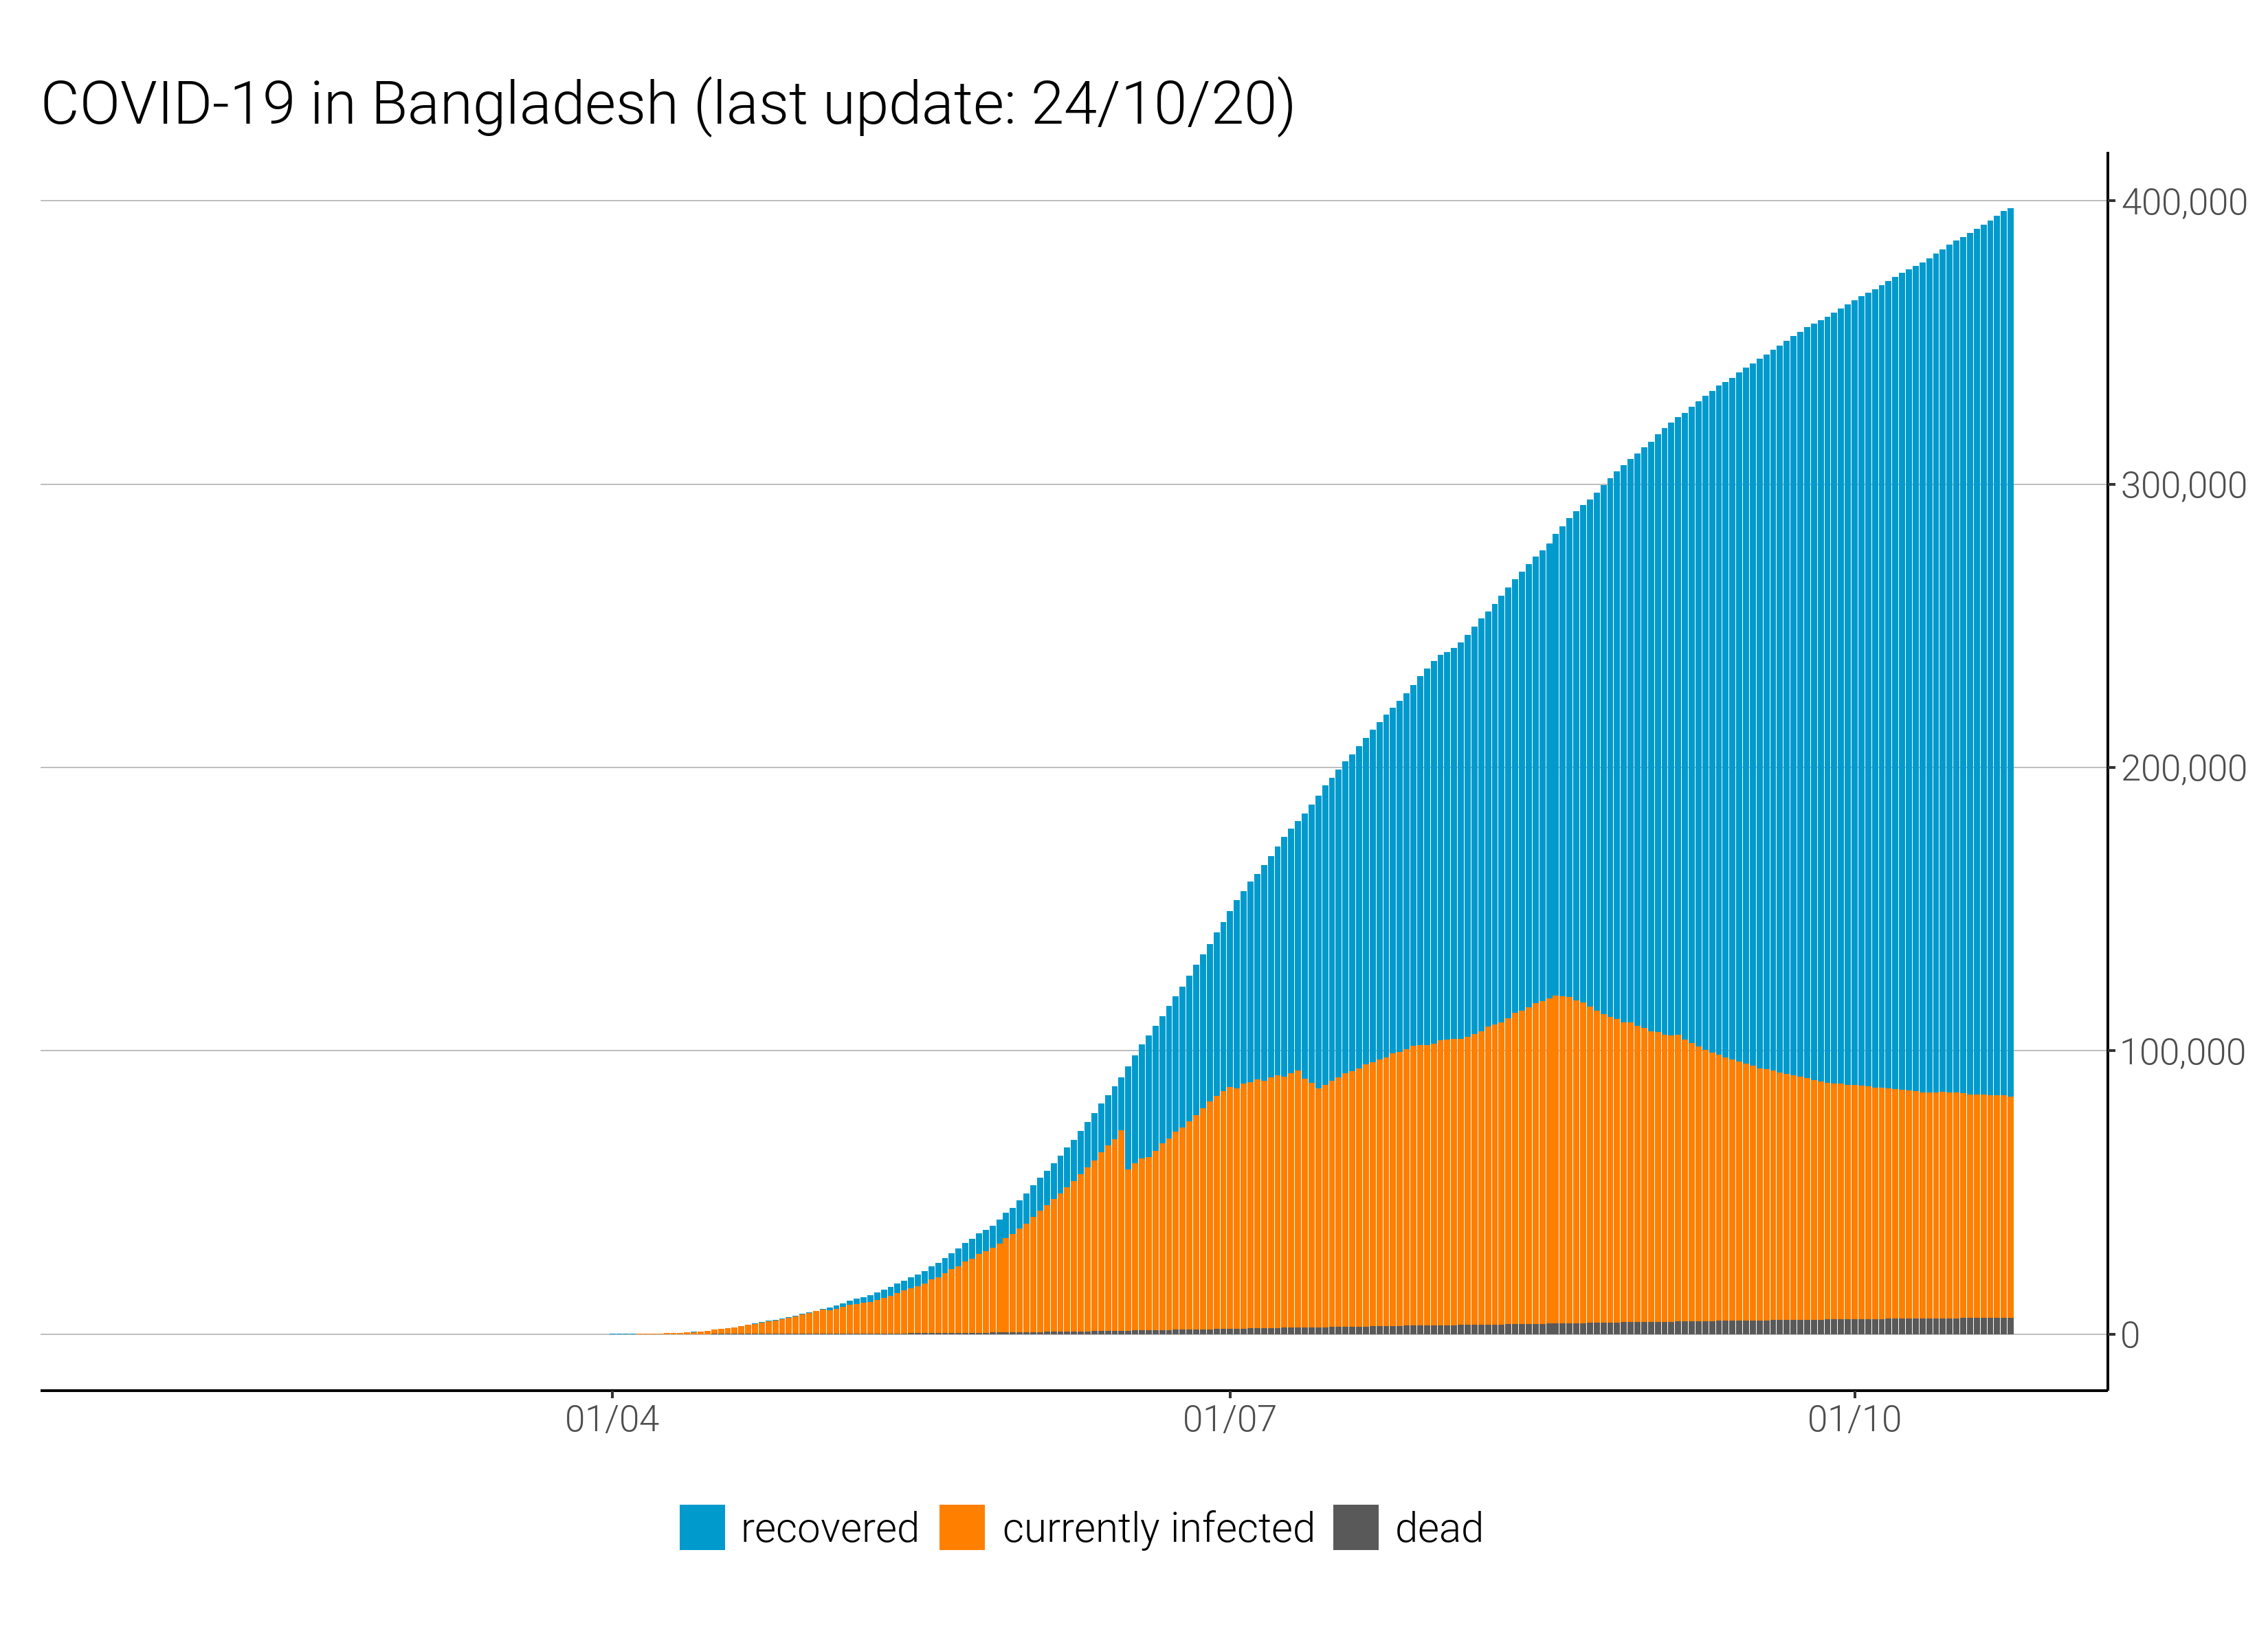 COVID-19 in Bangladesh (last update: 24/10/20)
400,000
300,000
200,000
100,000
0
01/04 01/07 01/10
recovered currently infected dead